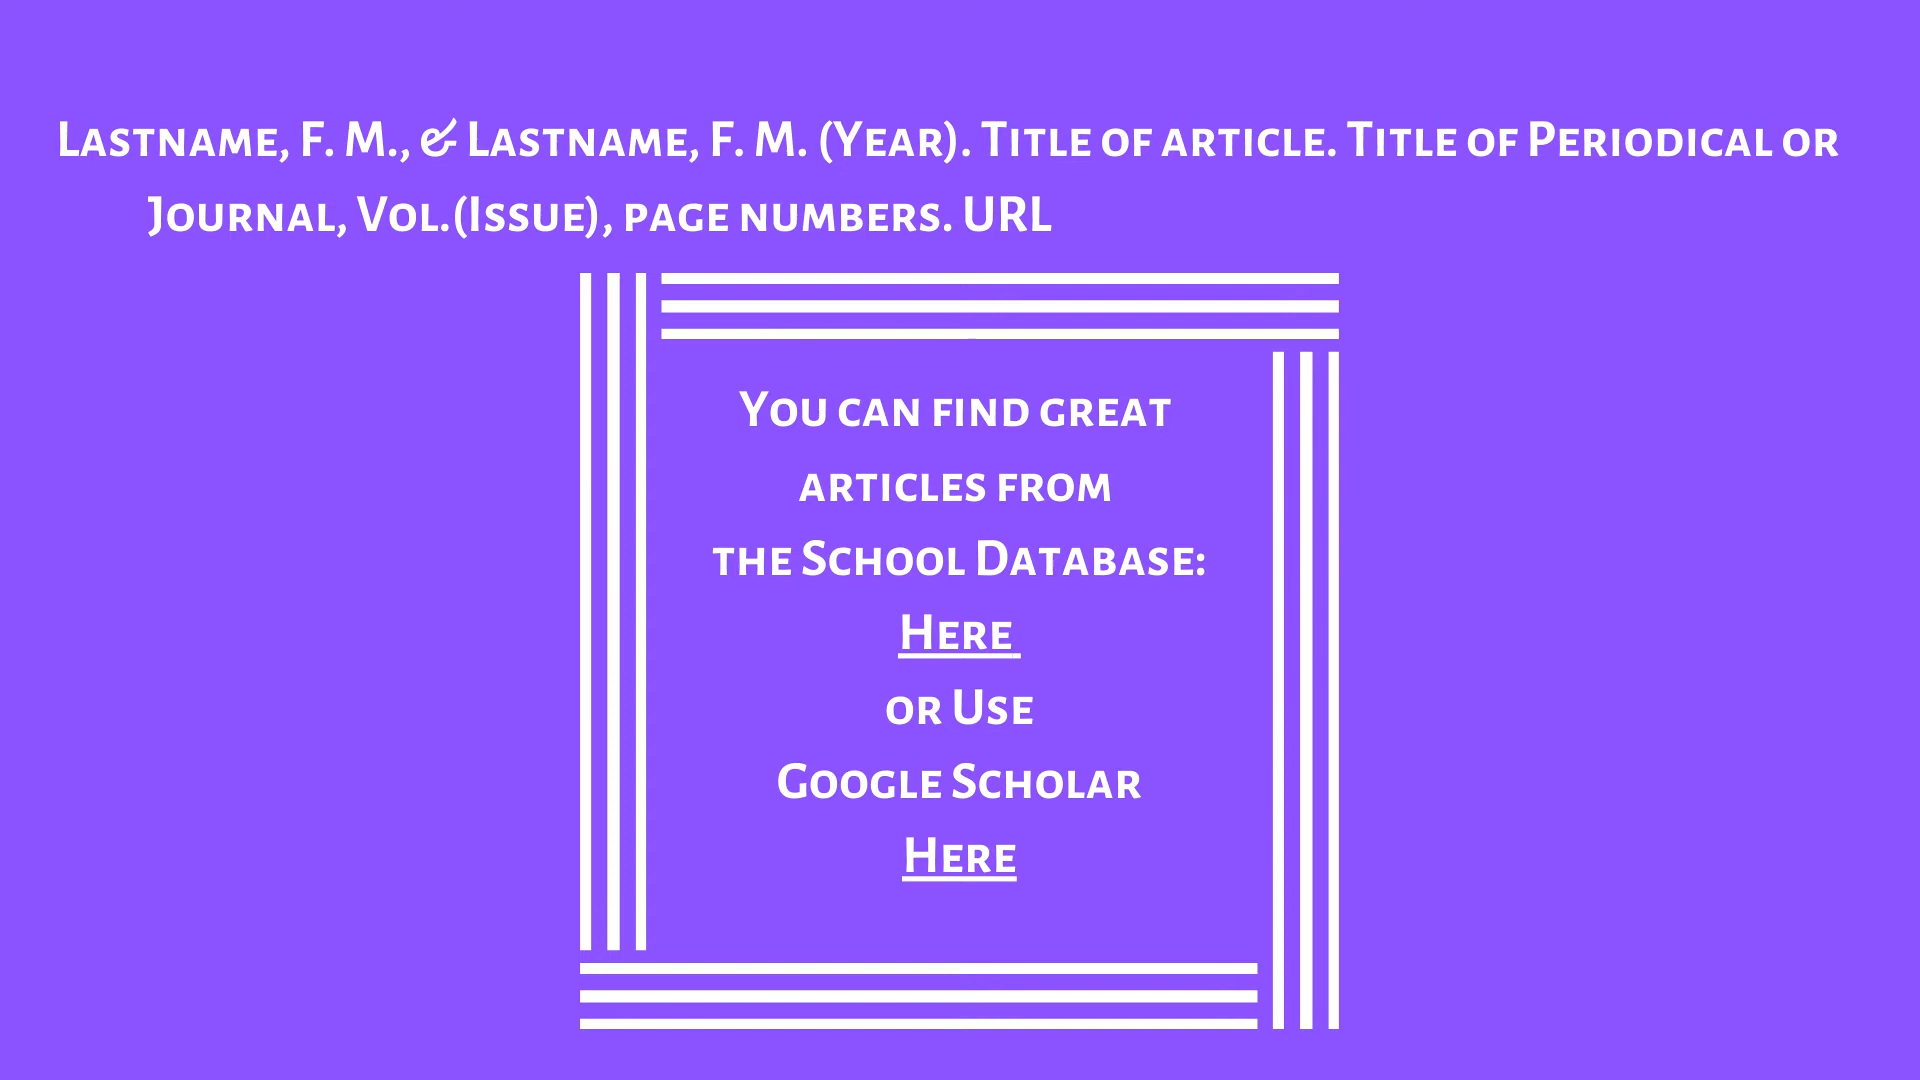 Lastname, F. M., & Lastname, F. M. (Year). Title of article. Title of Periodical or
Journal, Vol.(Issue), page numbers. URL
You can find great
articles from
the School Database:
Here
or Use
Google Scholar
Here